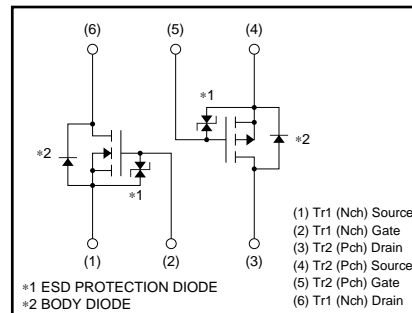 (6) (5) (4)
*1
*2
*2
*1
(1) (2) (3)
(1) Tr1 (Nch) Source
(2) Tr1 (Nch) Gate
(3) Tr2 (Pch) Drain
(4) Tr2 (Pch) Source
(5) Tr2 (Pch) Gate
(6) Tr1 (Nch) Drain
*1 ESD PROTECTION DIODE
*2 BODY DIODE